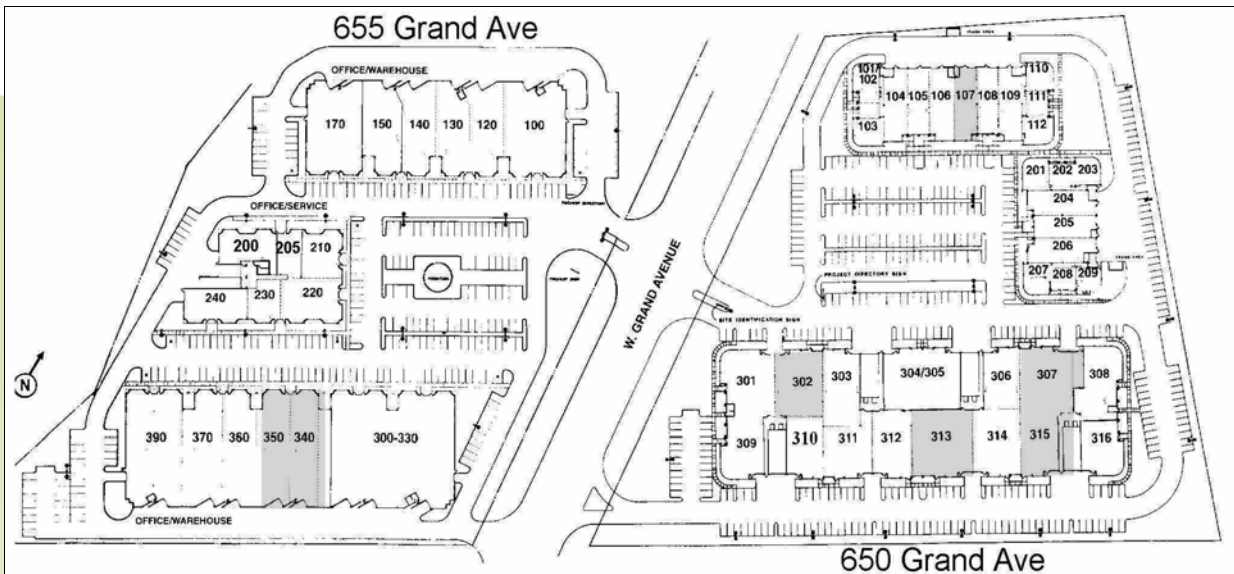 655 Grand Ave
OFFICE/WAREHOUSE
170 150 140 130 120 100
OFFICE/SERVICE
200 205 210
240 230 220
N
390 370 360 350 340 300-330
OFFICE/WAREHOUSE
W. GRAND AVENUE
101/
102
103
104 105 106 107 108 109
110
111
112
201 202 203
204
205
206
207 208 209
PROJECT DIRECTORY SIGN
SITE IDENTIFICATION SIGN
301 302 303 304/305 306 307 308
309 310 311 312 313 314 315 316
650 Grand Ave